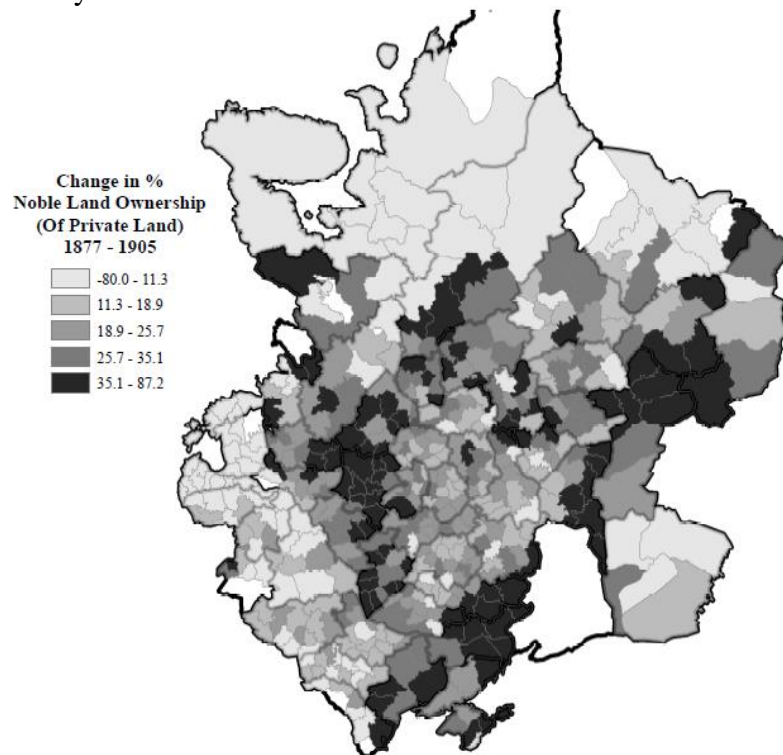 Change in %
Noble Land Ownership
(Of Private Land)
1877 - 1905
-80.0 - 11.3
11.3 - 18.9
18.9 - 25.7
25.7 - 35.1
35.1 - 87.2